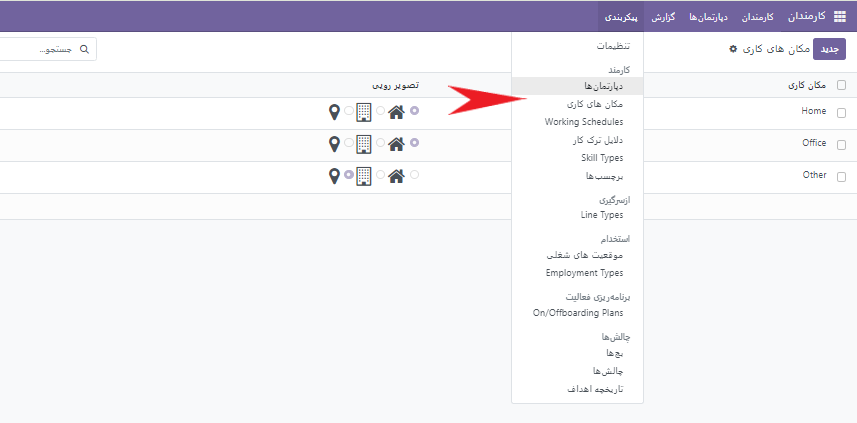 کارمندان کارمندان دپارتمان‌ها گزارش پیکربندی
جدید مکان های کاری جستجو...
مکان کاری تصویر رویی
Home
Office
Other
تنظیمات
کارمند
دپارتمان‌ها
مکان های کاری
Working Schedules
دلایل ترک کار
Skill Types
برچسب‌ها
ازسرگیری
Line Types
استخدام
موقعیت های شغلی
Employment Types
برنامه‌ریزی فعالیت
On/Offboarding Plans
چالش‌ها
بج‌ها
چالش‌ها
تاریخچه اهداف